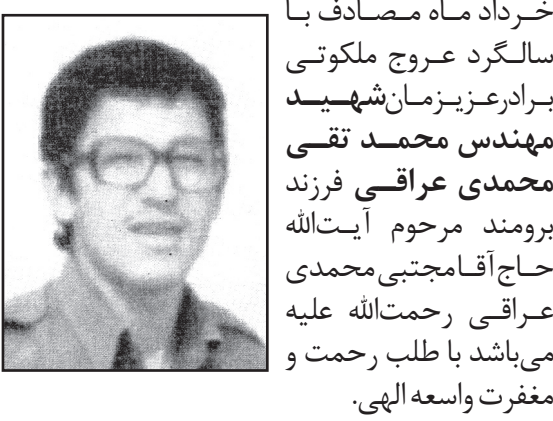 خرداد ماه مصادف با
سالگرد عروج ملکوتی
برادرعزیزمان شهید
مهندس محمد تقی
محمدی عراقی فرزند
برومند مرحوم آیت‌الله
حاج‌آقا مجتبی محمدی
عراقی رحمت‌الله علیه
می‌باشد با طلب رحمت و
مغفرت واسعه الهی.